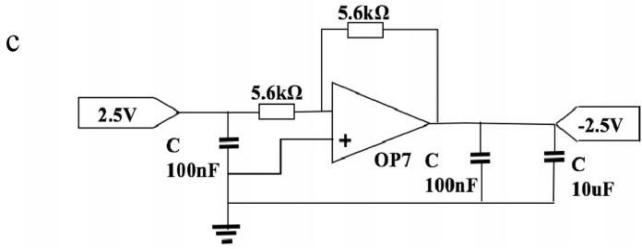 c
5.6kΩ
5.6kΩ
2.5V
-2.5V
+
C
100nF
OP7
C
100nF
C
10uF